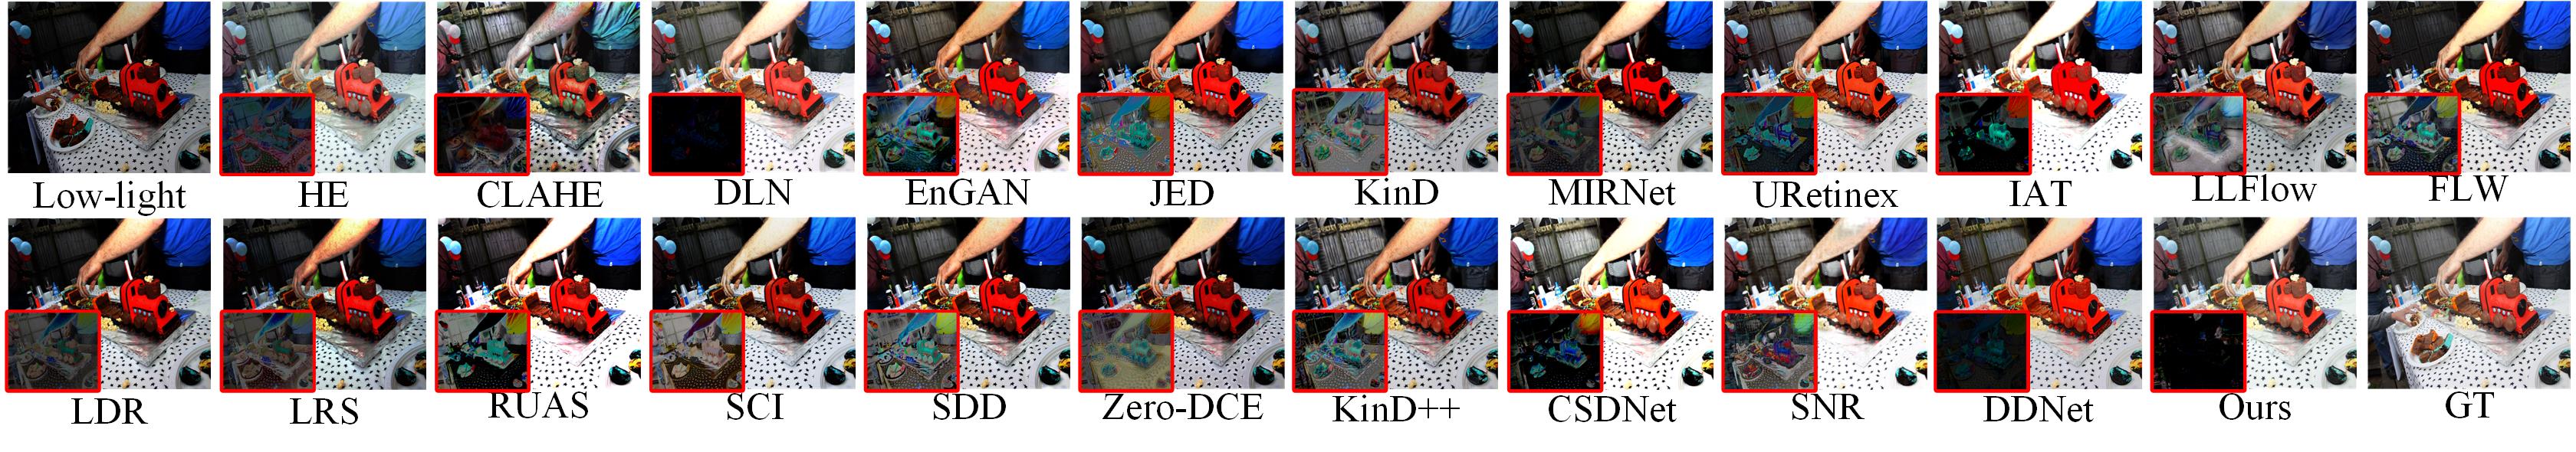 Low-light HE CLAHE DLN EnGAN JED KinD MIRNet URetinex IAT LLFlow FLW
LDR LRS RUAS SCI SDD Zero-DCE KinD++ CSDNet SNR DDNet Ours GT